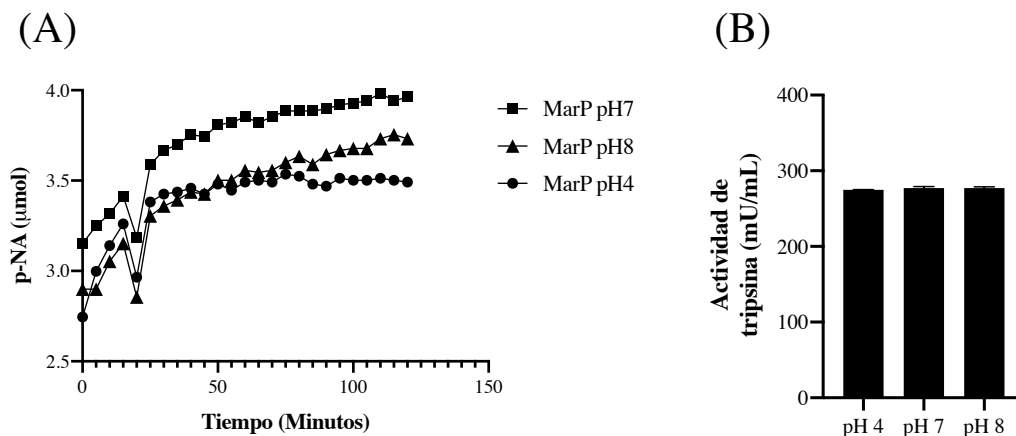 (A)
p-NA (μmol)
4.0
3.5
3.0
2.5
0
50
100
150
Tiempo (Minutos)
MarP pH7
MarP pH8
MarP pH4
(B)
Actividad de
tripsina (mU/mL)
400
300
200
100
0
pH 4
pH 7
pH 8